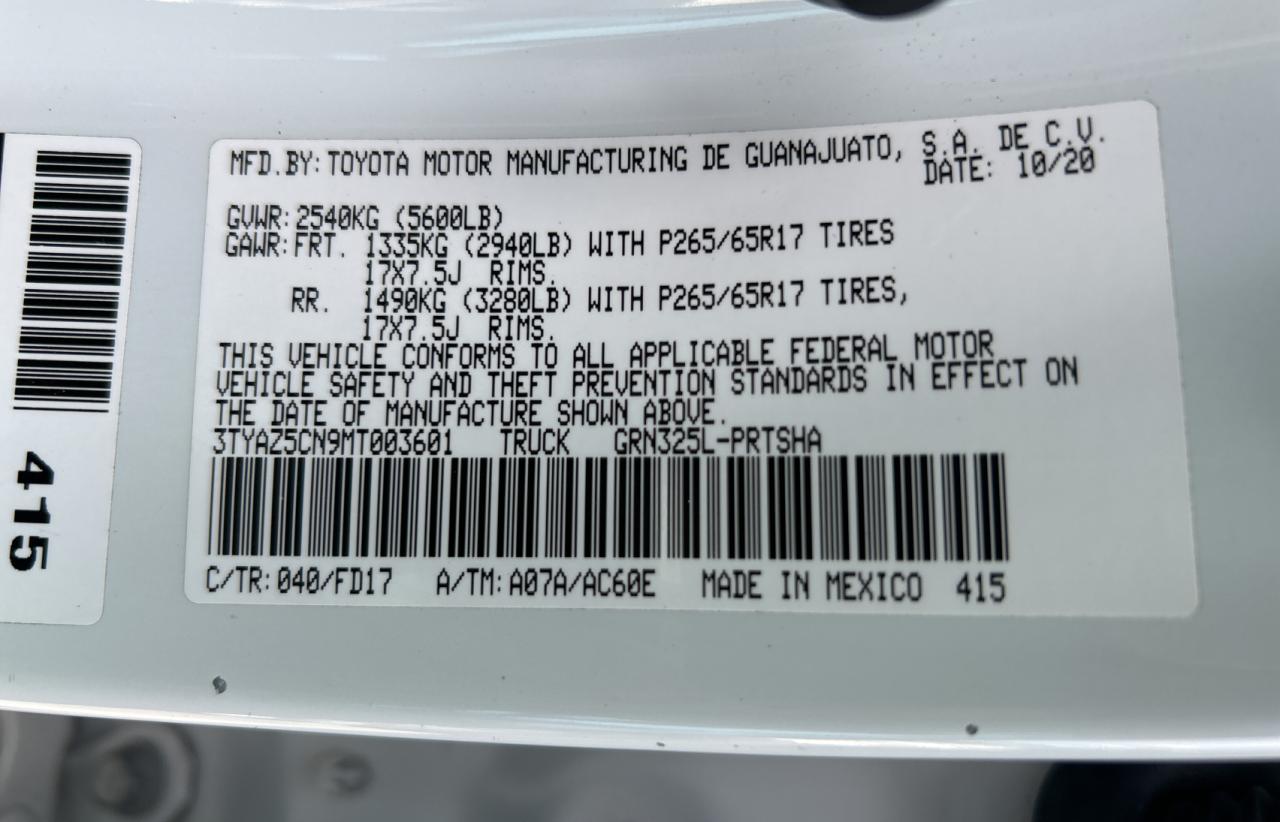 MFD.BY: TOYOTA MOTOR MANUFACTURING DE GUANAJUATO, S.A. DE C.V.
DATE: 10/20
GVWR: 2540KG (5600LB)
GAWR: FRT. 1335KG (2940LB) WITH P265/65R17 TIRES
17X7.5J RIMS.
RR. 1490KG (3280LB) WITH P265/65R17 TIRES,
17X7.5J RIMS.
THIS VEHICLE CONFORMS TO ALL APPLICABLE FEDERAL MOTOR
VEHICLE SAFETY AND THEFT PREVENTION STANDARDS IN EFFECT ON
THE DATE OF MANUFACTURE SHOWN ABOVE.
3TYAZ5CN9MT003601 TRUCK GRN325L-PRTSHA
C/TR: 040/FD17 A/TM: A07A/AC60E MADE IN MEXICO 415
415